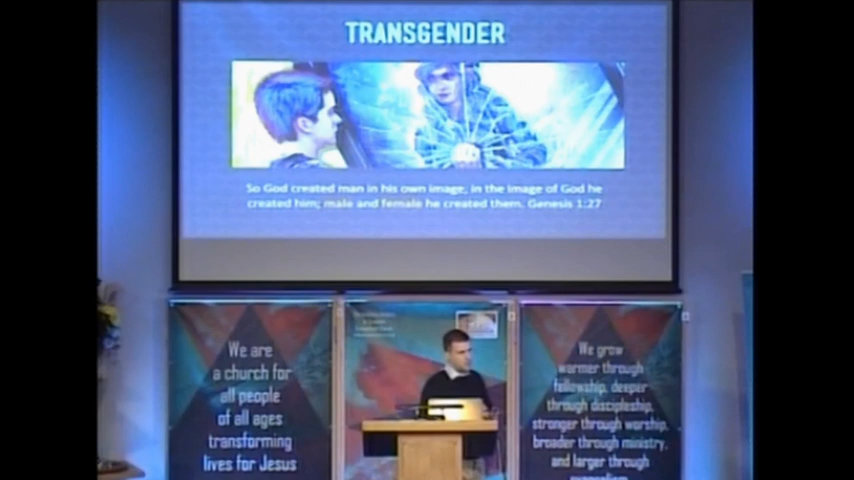 TRANSGENDER
So God created man in his own image, in the image of God he
created him; male and female he created them. Genesis 1:27
We are
a church for
all people
of all ages
transforming
lives for Jesus
We grow
warmer through
fellowship, deeper
through discipleship,
stronger through worship,
broader through ministry,
and larger through